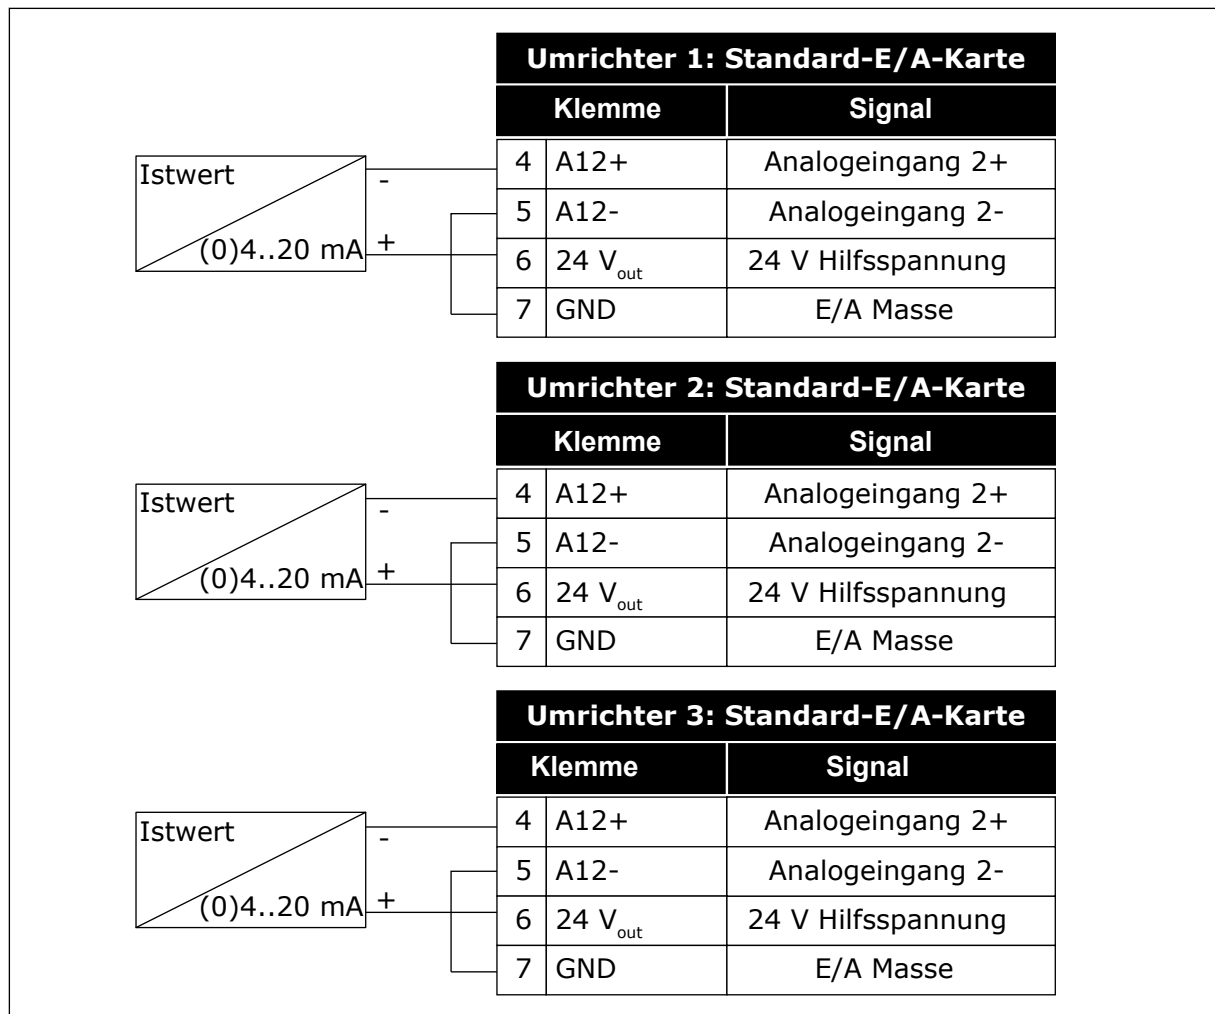 Umrichter 1: Standard-E/A-Karte
Klemme Signal
Istwert
(0)4..20 mA
-
+
4 A12+ Analogeingang 2+
5 A12- Analogeingang 2-
6 24 Vout 24 V Hilfsspannung
7 GND E/A Masse
Umrichter 2: Standard-E/A-Karte
Klemme Signal
Istwert
(0)4..20 mA
-
+
4 A12+ Analogeingang 2+
5 A12- Analogeingang 2-
6 24 Vout 24 V Hilfsspannung
7 GND E/A Masse
Umrichter 3: Standard-E/A-Karte
Klemme Signal
Istwert
(0)4..20 mA
-
+
4 A12+ Analogeingang 2+
5 A12- Analogeingang 2-
6 24 Vout 24 V Hilfsspannung
7 GND E/A Masse